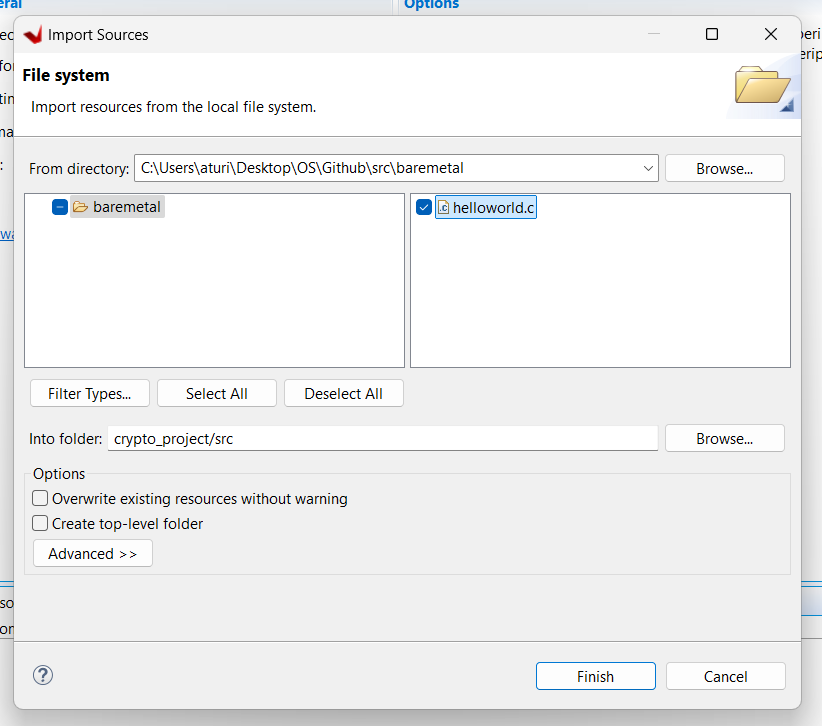 Options
Import Sources
File system
Import resources from the local file system.
From directory: C:\Users\aturi\Desktop\OS\Github\src\baremetal Browse...
baremetal
helloworld.c
Filter Types... Select All Deselect All
Into folder: crypto_project/src Browse...
Options
Overwrite existing resources without warning
Create top-level folder
Advanced >>
Finish Cancel